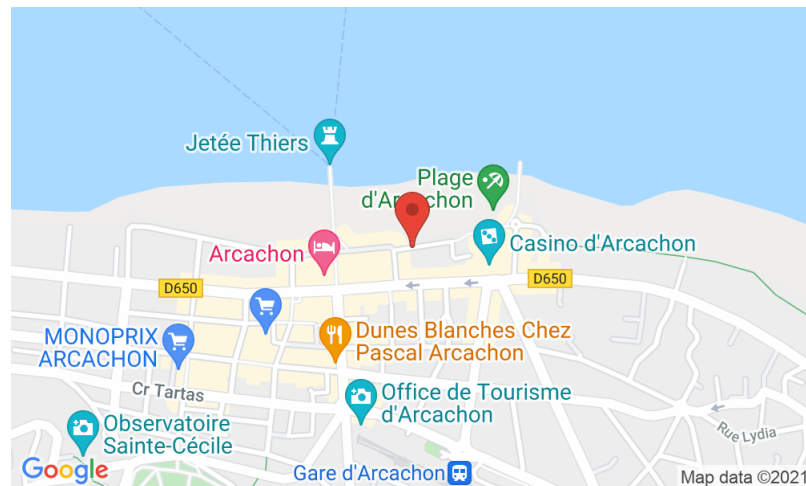 Jetée Thiers
Plage
d'Arcachon
Casino d'Arcachon
Arcachon
D650
D650
MONOPRIX
ARCACHON
Dunes Blanches Chez
Pascal Arcachon
Cr Tartas
Office de Tourisme
d'Arcachon
Observatoire
Sainte-Cécile
Rue Lydia
Google
Gare d'Arcachon
Map data ©2021